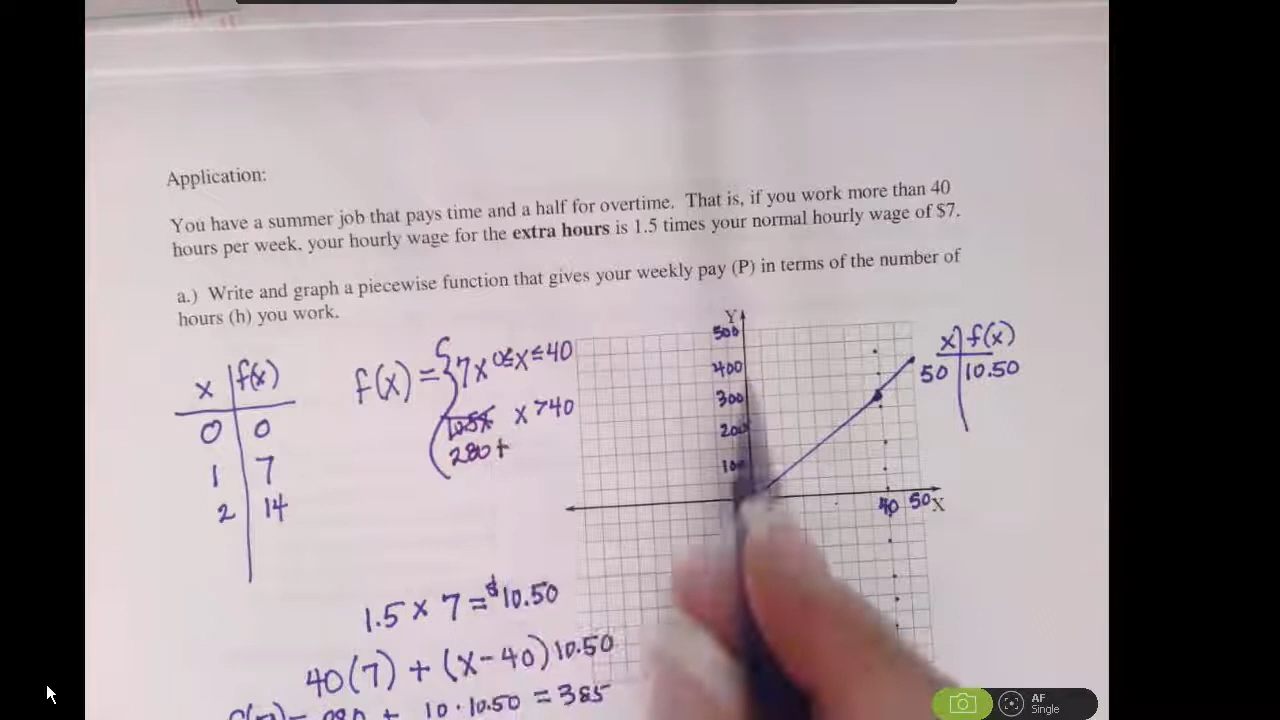 Application:
You have a summer job that pays time and a half for overtime. That is, if you work more than 40
hours per week, your hourly wage for the extra hours is 1.5 times your normal hourly wage of $7.
a.) Write and graph a piecewise function that gives your weekly pay (P) in terms of the number of
hours (h) you work.
x f(x)
0 0
1 7
2 14
f(x) = { 7x 0≤x≤40
10.5x x>40
280+
Y
500
400
300
200
100
40 50 X
x f(x)
50 10.50
1.5 × 7 = $10.50
40(7) + (x-40)10.50
10·10.50 = 385
AF
Single